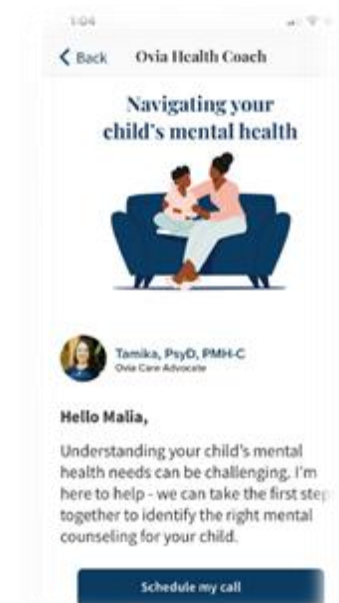 1:04
Back Ovia Health Coach
Navigating your
child's mental health
Tamika, PsyD, PMH-C
Ovia Care Advocate
Hello Malia,
Understanding your child's mental
health needs can be challenging. I'm
here to help - we can take the first step
together to identify the right mental
counseling for your child.
Schedule my call